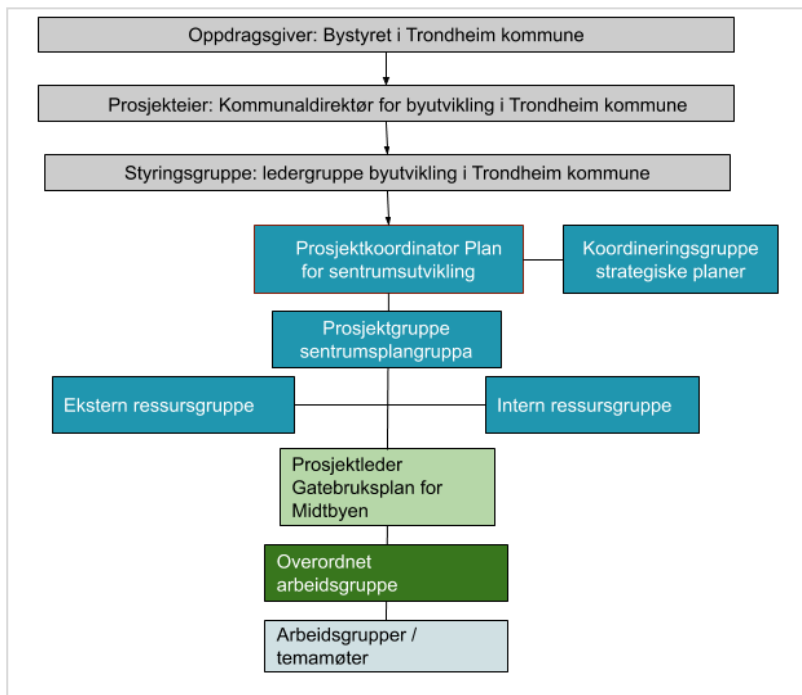 Oppdragsgiver: Bystyret i Trondheim kommune
Prosjekteier: Kommunaldirektør for byutvikling i Trondheim kommune
Styringsgruppe: ledergruppe byutvikling i Trondheim kommune
Prosjektkoordinator Plan
for sentrumsutvikling
Koordineringsgruppe
strategiske planer
Prosjektgruppe
sentrumsplangruppa
Ekstern ressursgruppe
Intern ressursgruppe
Prosjektleder
Gatebruksplan for
Midtbyen
Overordnet
arbeidsgruppe
Arbeidsgrupper /
temamøter